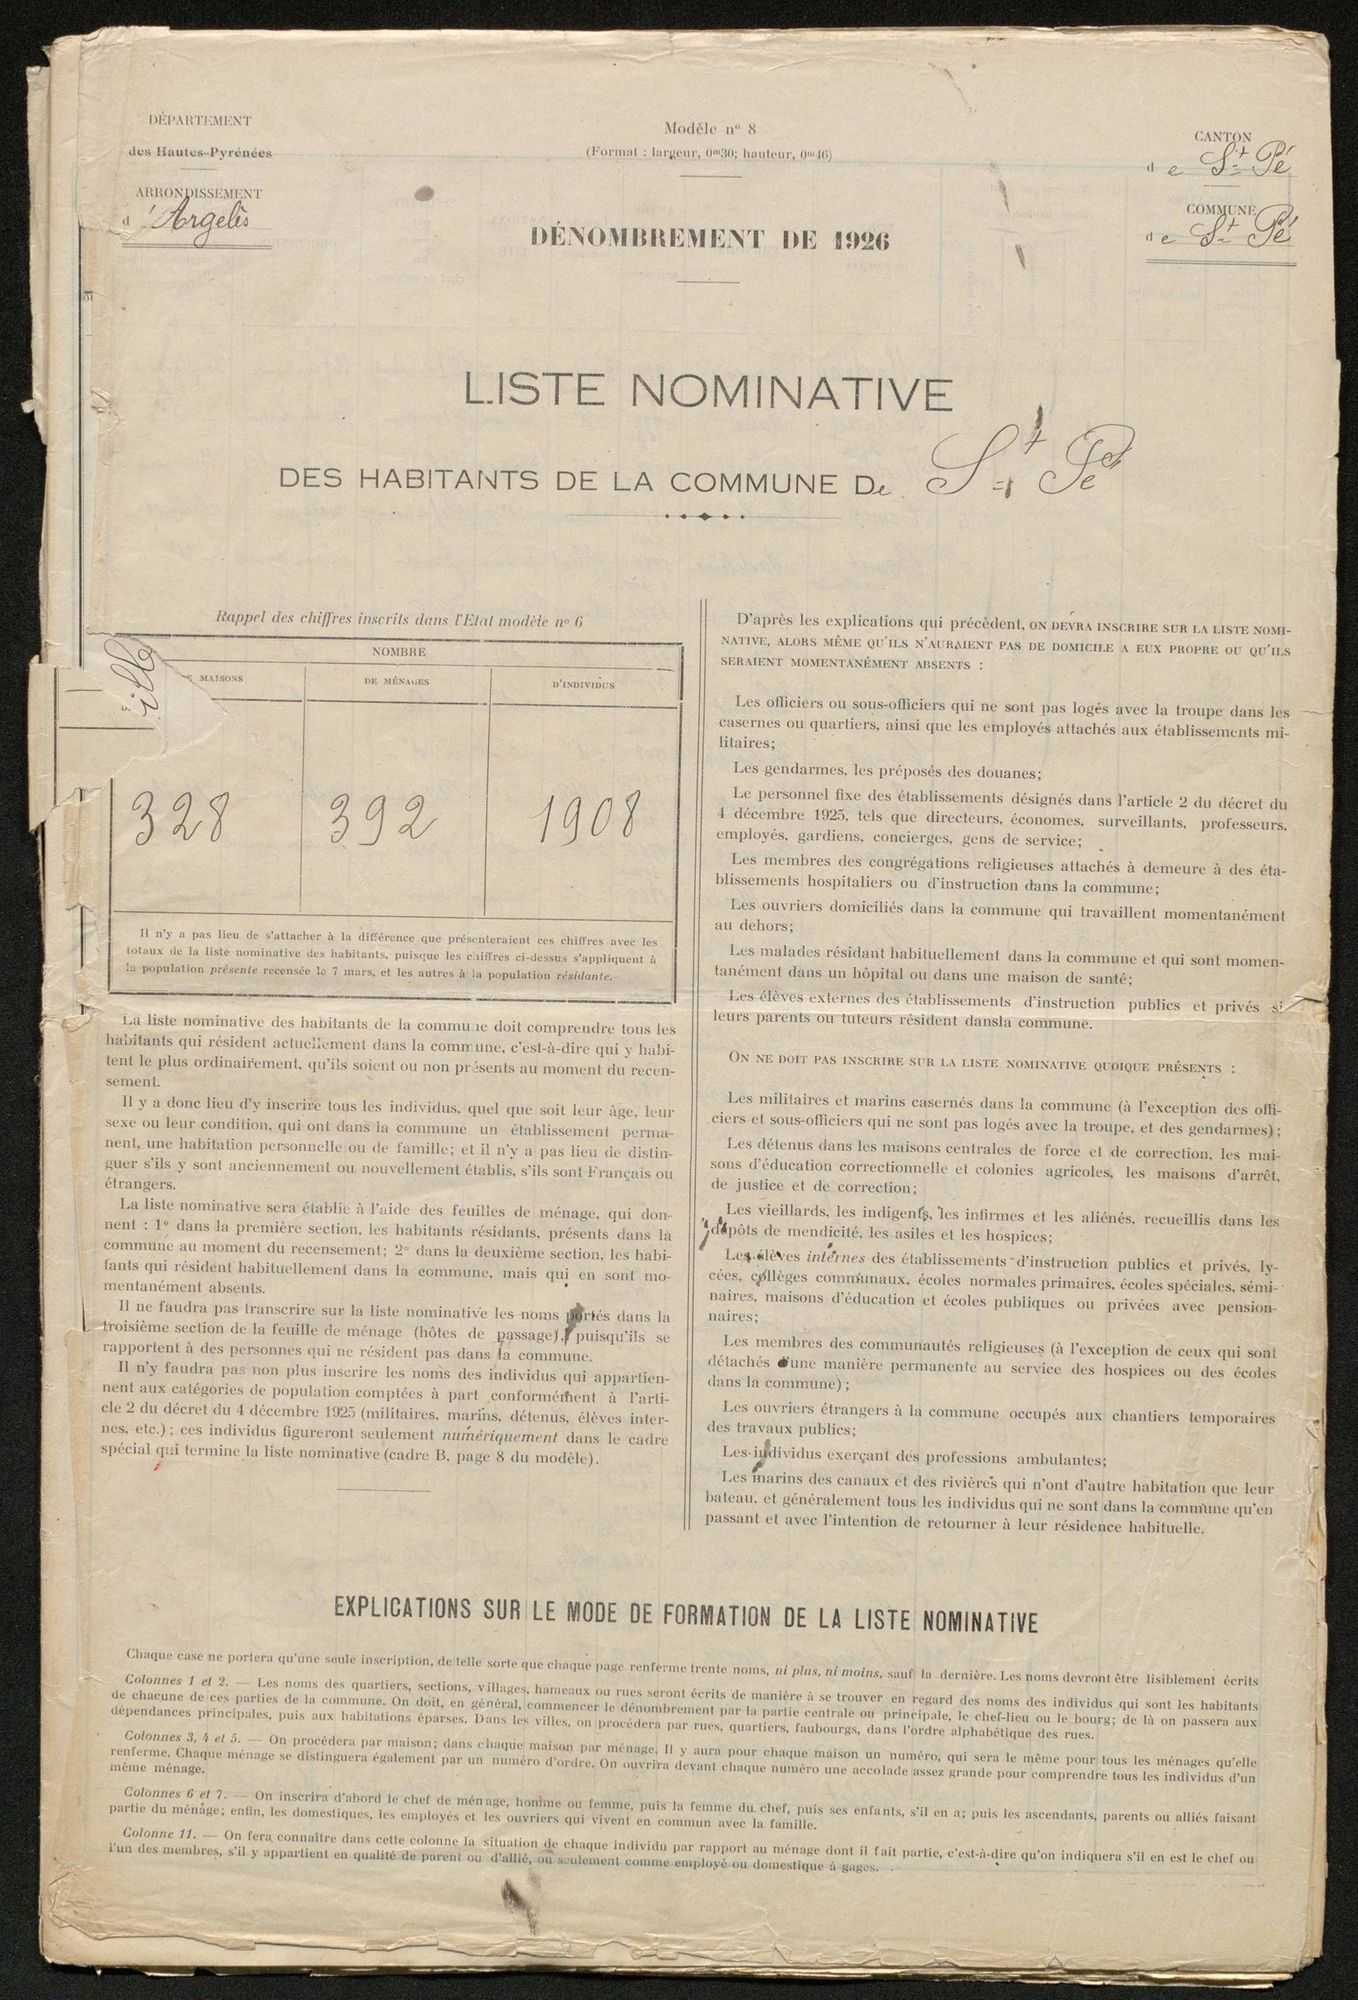 DÉPARTEMENT
des Hautes-Pyrénées
ARRONDISSEMENT
d'Argelès
Modèle nº 8
(Format : largeur, 0ᵐ30; hauteur, 0ᵐ46)
CANTON
de Sᵗ Pé
COMMUNE
de Sᵗ Pé
DÉNOMBREMENT DE 1926
LISTE NOMINATIVE
DES HABITANTS DE LA COMMUNE De Sᵗ Pé
Rappel des chiffres inscrits dans l'Etat modèle nº 6
NOMBRE
E MAISONS
DE MÉNAGES
D'INDIVIDUS
ille
328
392
1908
Il n'y a pas lieu de s'attacher à la différence que présenteraient ces chiffres avec les
totaux de la liste nominative des habitants, puisque les chiffres ci-dessus s'appliquent à
la population présente recensée le 7 mars, et les autres à la population résidante.
La liste nominative des habitants de la commune doit comprendre tous les
habitants qui résident actuellement dans la commune, c'est-à-dire qui y habi-
tent le plus ordinairement, qu'ils soient ou non présents au moment du recen-
sement.
Il y a donc lieu d'y inscrire tous les individus, quel que soit leur âge, leur
sexe ou leur condition, qui ont dans la commune un établissement perma-
nent, une habitation personnelle ou de famille; et il n'y a pas lieu de distin-
guer s'ils y sont anciennement ou nouvellement établis, s'ils sont Français ou
étrangers.
La liste nominative sera établie à l'aide des feuilles de ménage, qui don-
nent : 1º dans la première section, les habitants résidants, présents dans la
commune au moment du recensement; 2º dans la deuxième section, les habi-
tants qui résident habituellement dans la commune, mais qui en sont mo-
mentanément absents.
Il ne faudra pas transcrire sur la liste nominative les noms portés dans la
troisième section de la feuille de ménage (hôtes de passage), puisqu'ils se
rapportent à des personnes qui ne résident pas dans la commune.
Il n'y faudra pas non plus inscrire les noms des individus qui appartien-
nent aux catégories de population comptées à part conformément à l'arti-
cle 2 du décret du 4 décembre 1925 (militaires, marins, détenus, élèves inter-
nes, etc.); ces individus figureront seulement numériquement dans le cadre
spécial qui termine la liste nominative (cadre B, page 8 du modèle).
D'après les explications qui précèdent, ON DEVRA INSCRIRE SUR LA LISTE NOMI-
NATIVE, ALORS MÊME QU'ILS N'AURAIENT PAS DE DOMICILE A EUX PROPRE OU QU'ILS
SERAIENT MOMENTANÉMENT ABSENTS :
Les officiers ou sous-officiers qui ne sont pas logés avec la troupe dans les
casernes ou quartiers, ainsi que les employés attachés aux établissements mi-
litaires;
Les gendarmes, les préposés des douanes;
Le personnel fixe des établissements désignés dans l'article 2 du décret du
4 décembre 1925, tels que directeurs, économes, surveillants, professeurs,
employés, gardiens, concierges, gens de service;
Les membres des congrégations religieuses attachés à demeure à des éta-
blissements hospitaliers ou d'instruction dans la commune;
Les ouvriers domiciliés dans la commune qui travaillent momentanément
au dehors;
Les malades résidant habituellement dans la commune et qui sont momen-
tanément dans un hôpital ou dans une maison de santé;
Les élèves externes des établissements d'instruction publics et privés si
leurs parents ou tuteurs résident dansla commune.
ON NE DOIT PAS INSCRIRE SUR LA LISTE NOMINATIVE QUOIQUE PRÉSENTS :
Les militaires et marins casernés dans la commune (à l'exception des offi-
ciers et sous-officiers qui ne sont pas logés avec la troupe, et des gendarmes);
Les détenus dans les maisons centrales de force et de correction, les mai-
sons d'éducation correctionnelle et colonies agricoles, les maisons d'arrêt,
de justice et de correction;
Les vieillards, les indigents, les infirmes et les aliénés, recueillis dans les
dépôts de mendicité, les asiles et les hospices;
Les élèves internes des établissements d'instruction publics et privés, ly-
cées, collèges communaux, écoles normales primaires, écoles spéciales, sémi-
naires, maisons d'éducation et écoles publiques ou privées avec pension-
naires;
Les membres des communautés religieuses (à l'exception de ceux qui sont
détachés d'une manière permanente au service des hospices ou des écoles
dans la commune);
Les ouvriers étrangers à la commune occupés aux chantiers temporaires
des travaux publics;
Les individus exerçant des professions ambulantes;
Les marins des canaux et des rivières qui n'ont d'autre habitation que leur
bateau, et généralement tous les individus qui ne sont dans la commune qu'en
passant et avec l'intention de retourner à leur résidence habituelle.
EXPLICATIONS SUR LE MODE DE FORMATION DE LA LISTE NOMINATIVE
Chaque case ne portera qu'une seule inscription, de telle sorte que chaque page renferme trente noms, ni plus, ni moins, sauf la dernière. Les noms devront être lisiblement écrits
Colonnes 1 et 2. — Les noms des quartiers, sections, villages, hameaux ou rues seront écrits de manière à se trouver en regard des noms des individus qui sont les habitants
de chacune de ces parties de la commune. On doit, en général, commencer le dénombrement par la partie centrale ou principale, le chef-lieu ou le bourg; de là on passera aux
dépendances principales, puis aux habitations éparses. Dans les villes, on procédera par rues, quartiers, faubourgs, dans l'ordre alphabétique des rues.
Colonnes 3, 4 et 5. — On procédera par maison; dans chaque maison par ménage. Il y aura pour chaque maison un numéro, qui sera le même pour tous les ménages qu'elle
renferme. Chaque ménage se distinguera également par un numéro d'ordre. On ouvrira devant chaque numéro une accolade assez grande pour comprendre tous les individus d'un
même ménage.
Colonnes 6 et 7. — On inscrira d'abord le chef de ménage, homme ou femme, puis la femme du chef, puis ses enfants, s'il en a; puis les ascendants, parents ou alliés faisant
partie du ménage; enfin, les domestiques, les employés et les ouvriers qui vivent en commun avec la famille.
Colonne 11. — On fera connaître dans cette colonne la situation de chaque individu par rapport au ménage dont il fait partie, c'est-à-dire qu'on indiquera s'il en est le chef ou
l'un des membres, s'il y appartient en qualité de parent ou d'allié, ou seulement comme employé ou domestique à gages.